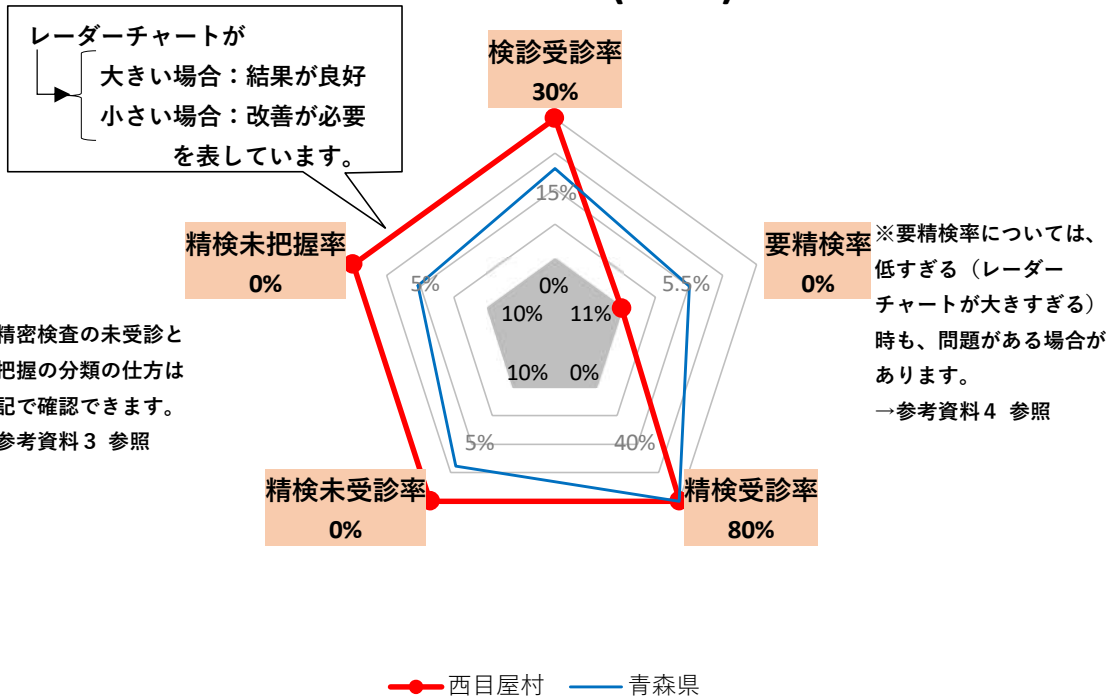 レーダーチャートが
大きい場合：結果が良好
小さい場合：改善が必要
を表しています。
検診受診率
30%
15%
精検未把握率
0%
要精検率
0%
※要精検率については、
低すぎる（レーダー
チャートが大きすぎる）
時も、問題がある場合が
あります。
→参考資料４ 参照
5%
5.5%
0%
10%
11%
10%
0%
精密検査の未受診と
把握の分類の仕方は
記で確認できます。
参考資料３ 参照
5%
40%
精検未受診率
0%
精検受診率
80%
西目屋村
青森県